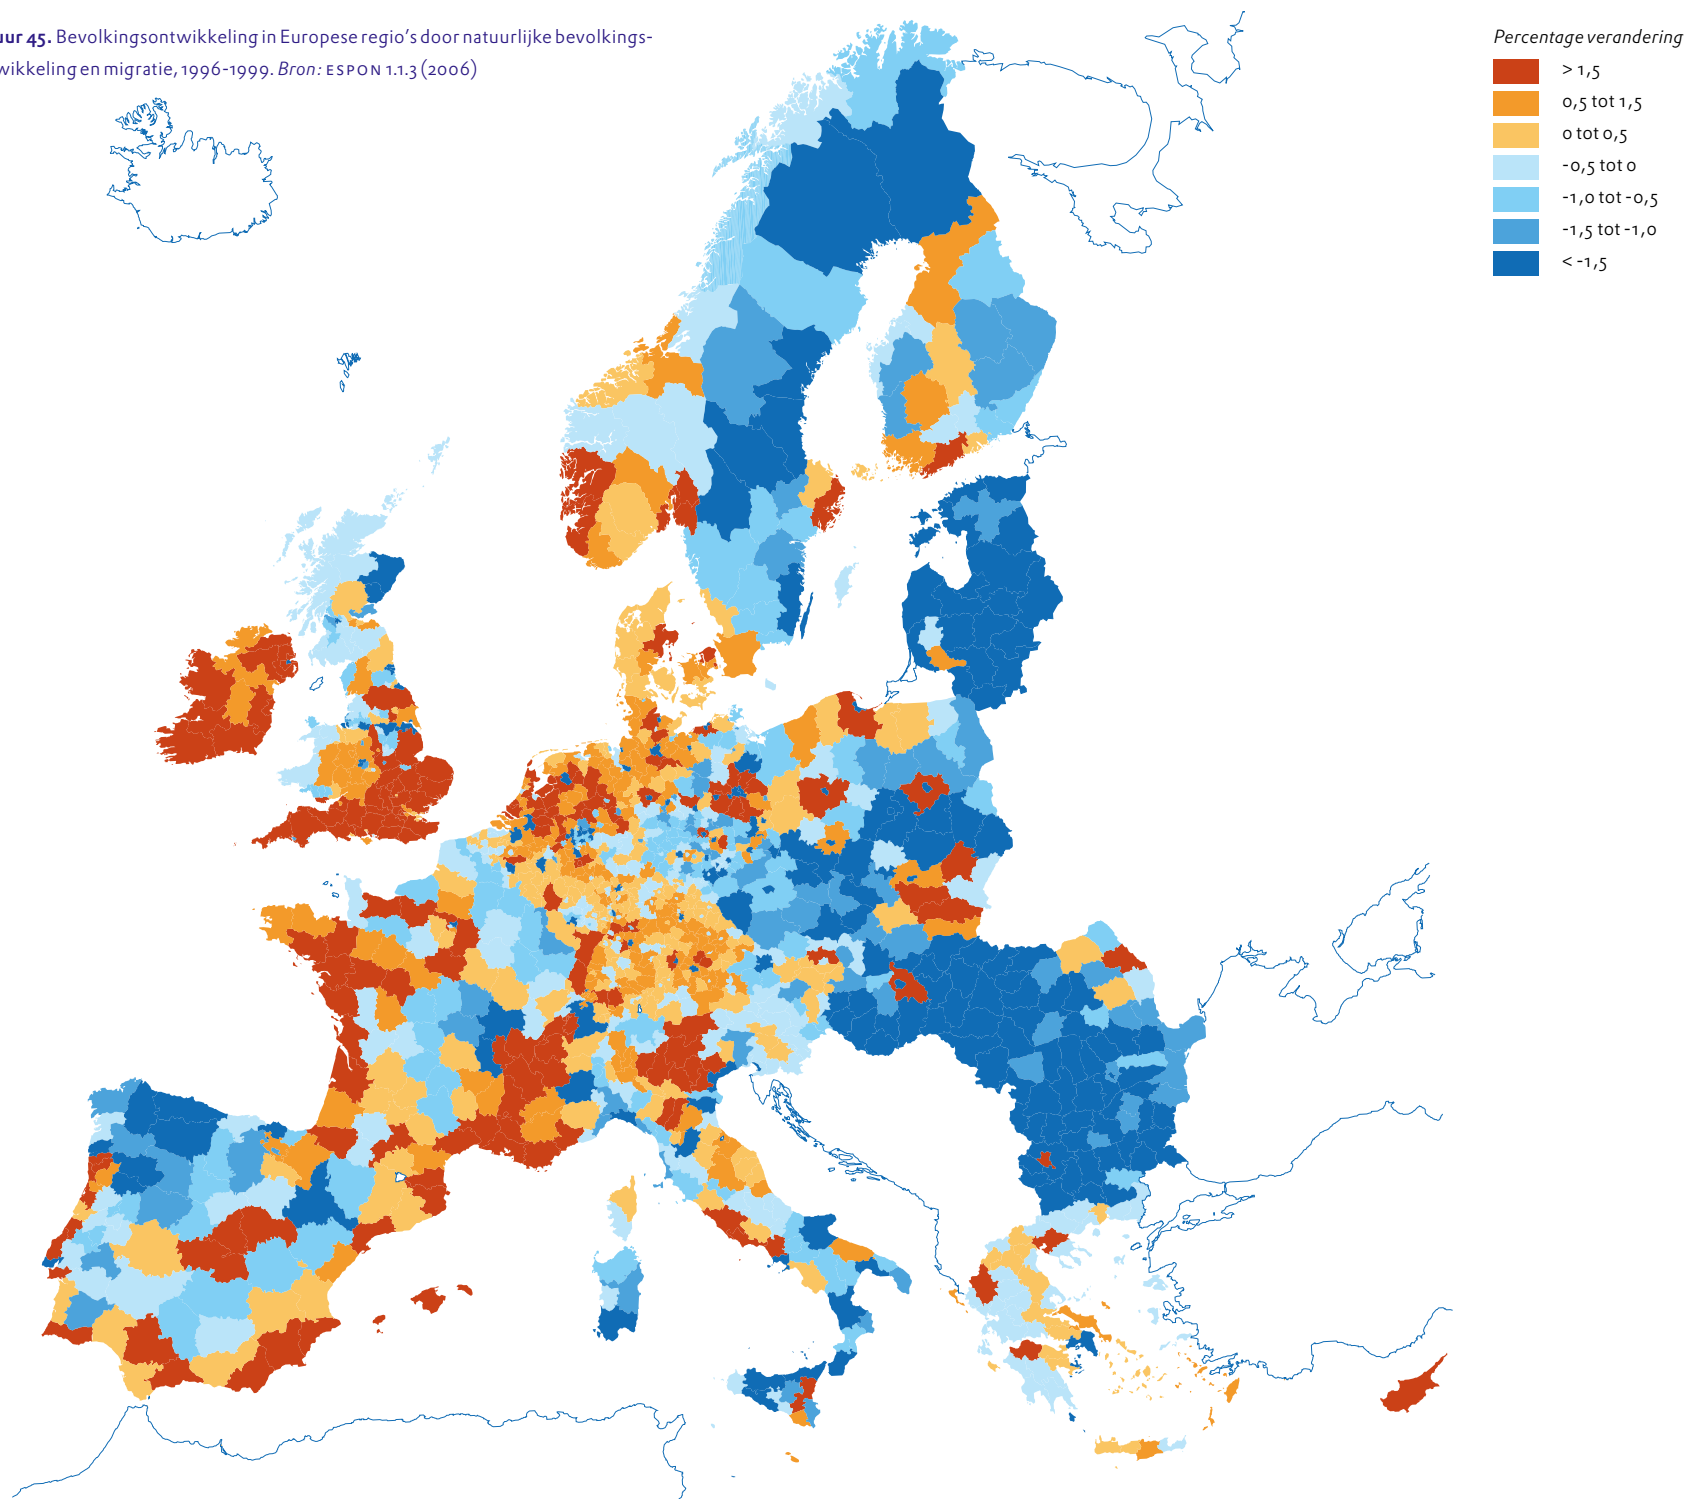 uur 45. Bevolkingsontwikkeling in Europese regio's door natuurlijke bevolkings-
wikkeling en migratie, 1996-1999. Bron: ESPON 1.1.3 (2006)
Percentage verandering
> 1,5
0,5 tot 1,5
0 tot 0,5
-0,5 tot 0
-1,0 tot -0,5
-1,5 tot -1,0
< -1,5